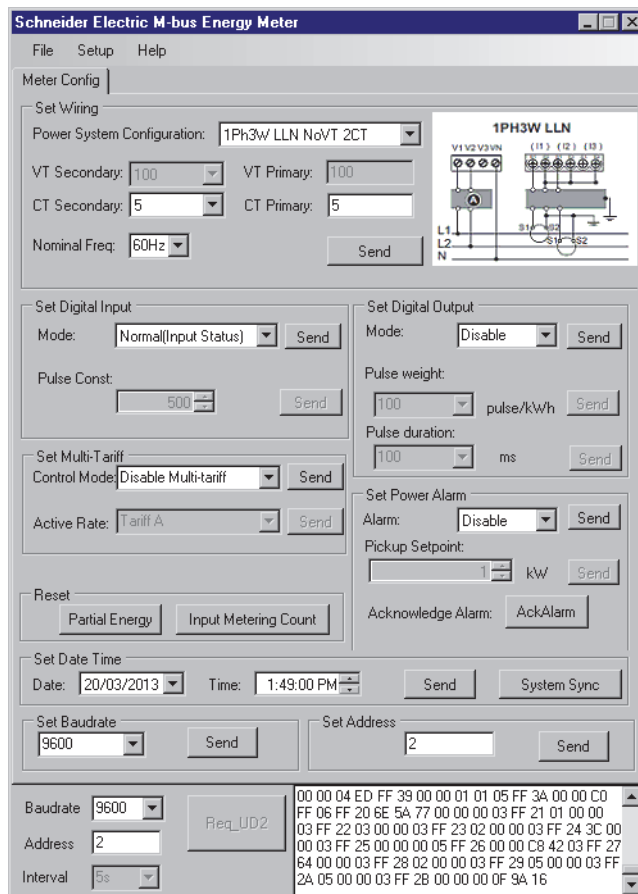 Schneider Electric M-bus Energy Meter
File Setup Help
Meter Config
Set Wiring
Power System Configuration: 1Ph3W LLN NoVT 2CT
VT Secondary: 100 VT Primary: 100
CT Secondary: 5 CT Primary: 5
Nominal Freq: 60Hz Send
1PH3W LLN
V1 V2 V3 VN (I1) (I2) (I3)
A
L1
L2
N
S1 S2
S1 S2
Set Digital Input
Mode: Normal(Input Status) Send
Pulse Const:
500 Send
Set Digital Output
Mode: Disable Send
Pulse weight:
100 pulse/kWh Send
Pulse duration:
100 ms Send
Set Multi-Tariff
Control Mode: Disable Multi-tariff Send
Active Rate: Tariff A Send
Set Power Alarm
Alarm: Disable Send
Pickup Setpoint:
1 kW Send
Acknowledge Alarm: AckAlarm
Reset
Partial Energy Input Metering Count
Set Date Time
Date: 20/03/2013 Time: 1:49:00 PM Send System Sync
Set Baudrate
9600 Send
Set Address
2 Send
Baudrate 9600
Address 2
Interval 5s
Req_UD2
00 00 04 ED FF 39 00 00 01 01 05 FF 3A 00 00 C0
FF 06 FF 20 6E 5A 77 00 00 00 03 FF 21 01 00 00
03 FF 22 03 00 00 03 FF 23 02 00 00 03 FF 24 3C 00
00 03 FF 25 00 00 00 05 FF 26 00 00 C8 42 03 FF 27
64 00 00 03 FF 28 02 00 00 03 FF 29 05 00 00 03 FF
2A 05 00 00 03 FF 2B 00 00 00 0F 9A 16